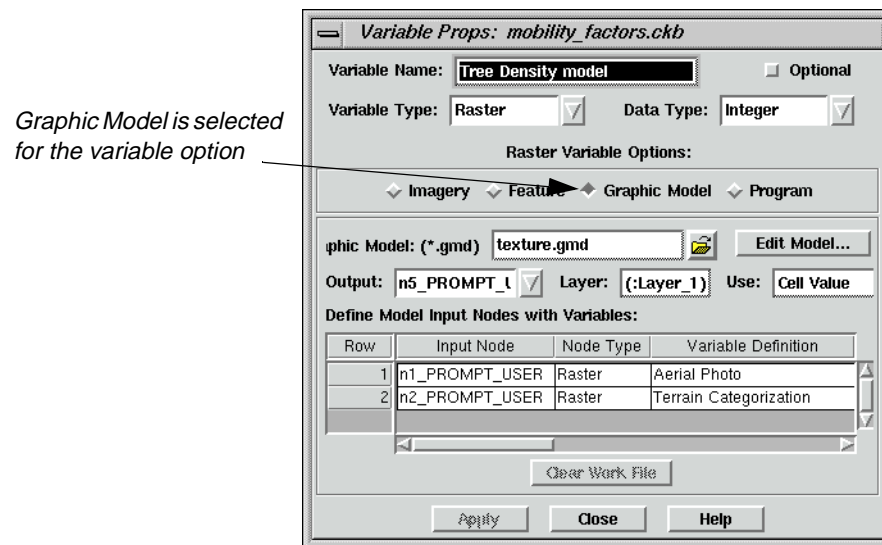 Variable Props: mobility_factors.ckb
Variable Name: Tree Density model Optional
Variable Type: Raster Data Type: Integer
Graphic Model is selected
for the variable option
Raster Variable Options:
Imagery Feature Graphic Model Program
phic Model: (*.gmd) texture.gmd Edit Model...
Output: n5_PROMPT_U Layer: (:Layer_1) Use: Cell Value
Define Model Input Nodes with Variables:
Row Input Node Node Type Variable Definition
1 n1_PROMPT_USER Raster Aerial Photo
2 n2_PROMPT_USER Raster Terrain Categorization
Clear Work File
Apply Close Help